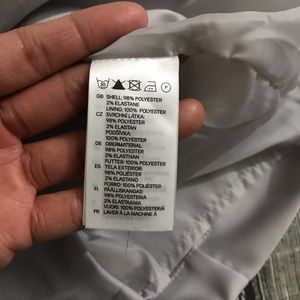 GB SHELL: 98% POLYESTER
2% ELASTANE
LINING: 100% POLYESTER
CZ SVRCHNÍ LÁTKA:
98% POLYESTER
2% ELASTAN
PODŠÍVKA:
100% POLYESTER
DE OBERMATERIAL
98% POLYESTER
2% ELASTHAN
FUTTER: 100% POLYESTER
ES TELA EXTERIOR:
98% POLIÉSTER
2% ELASTANO
FORRO: 100% POLIÉSTER
FI PÄÄLLISKANGAS:
98% POLYESTERIÄ
2% ELASTAANIA
VUORI: 100% POLYESTERIÄ
FR LAVER À LA MACHINE À